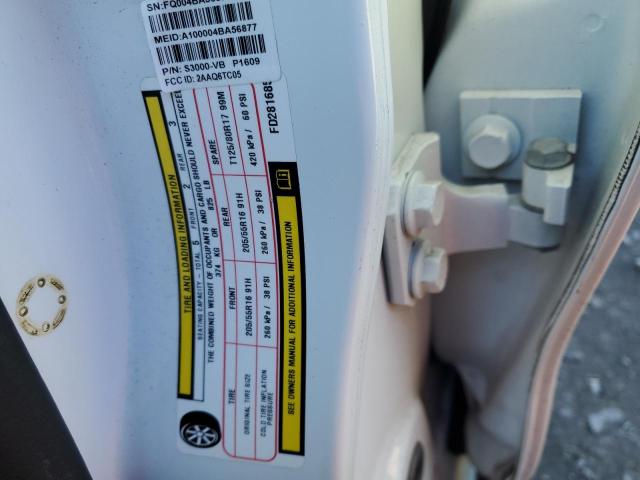 SN:FQ004BA56
MEID:A100004BA56877
P/N: S3000-VB P1609
FCC ID: 2AAQ6TC05
TIRE AND LOADING INFORMATION
SEATING CAPACITY - TOTAL 5 FRONT 2 REAR 3
THE COMBINED WEIGHT OF OCCUPANTS AND CARGO SHOULD NEVER EXCEED
374 KG OR 825 LB
TIRE FRONT REAR SPARE
ORIGINAL TIRE SIZE 205/55R16 91H 205/55R16 91H T125/80R17 99M
COLD TIRE INFLATION PRESSURE 260 kPa / 38 PSI 260 kPa / 38 PSI 420 kPa / 60 PSI
SEE OWNERS MANUAL FOR ADDITIONAL INFORMATION
FD281685